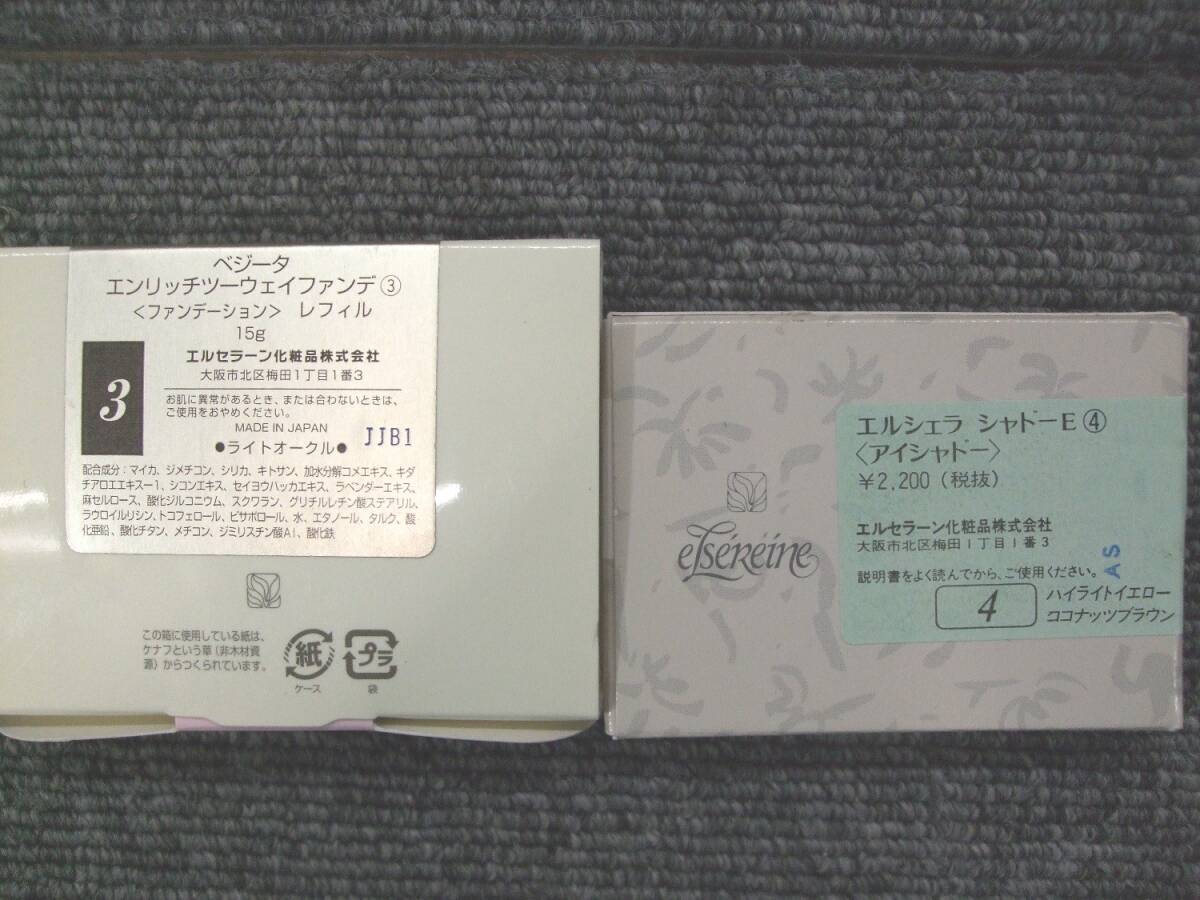 ベジータ
エンリッチツーウェイファンデ③
〈ファンデーション〉 レフィル
15g
3
エルセラーン化粧品株式会社
大阪市北区梅田1丁目1番3
お肌に異常があるとき、または合わないときは、
ご使用をおやめください。
MADE IN JAPAN
●ライトオークル●
JJB1
配合成分：マイカ、ジメチコン、シリカ、キトサン、加水分解コメエキス、キダ
チアロエエキス−1、シコンエキス、セイヨウハッカエキス、ラベンダーエキス、
麻セルロース、酸化ジルコニウム、スクワラン、グリチルレチン酸ステアリル、
ラウロイルリシン、トコフェロール、ビサボロール、水、エタノール、タルク、酸
化亜鉛、酸化チタン、メチコン、ジミリスチン酸Al、酸化鉄
この箱に使用している紙は、
ケナフという草（非木材資
源）からつくられています。
紙
ケース
プラ
袋
elséréine
エルシェラ シャドーE④
〈アイシャドー〉
¥2,200（税抜）
エルセラーン化粧品株式会社
大阪市北区梅田1丁目1番3
説明書をよく読んでから、ご使用ください。
AS
4
ハイライトイエロー
ココナッツブラウン